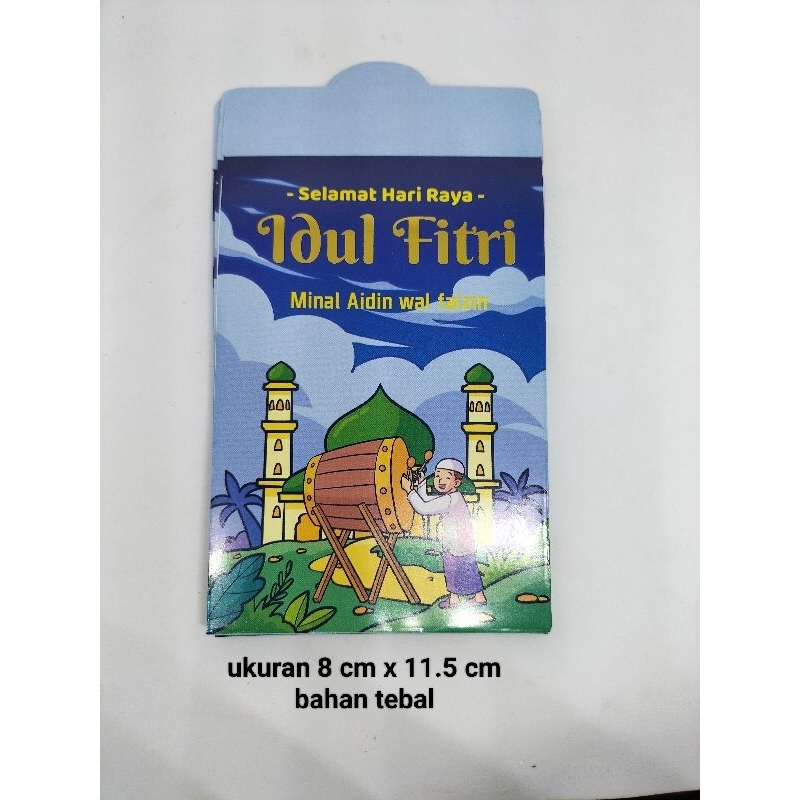 - Selamat Hari Raya -
Idul Fitri
Minal Aidin wal faizin
ukuran 8 cm x 11.5 cm
bahan tebal